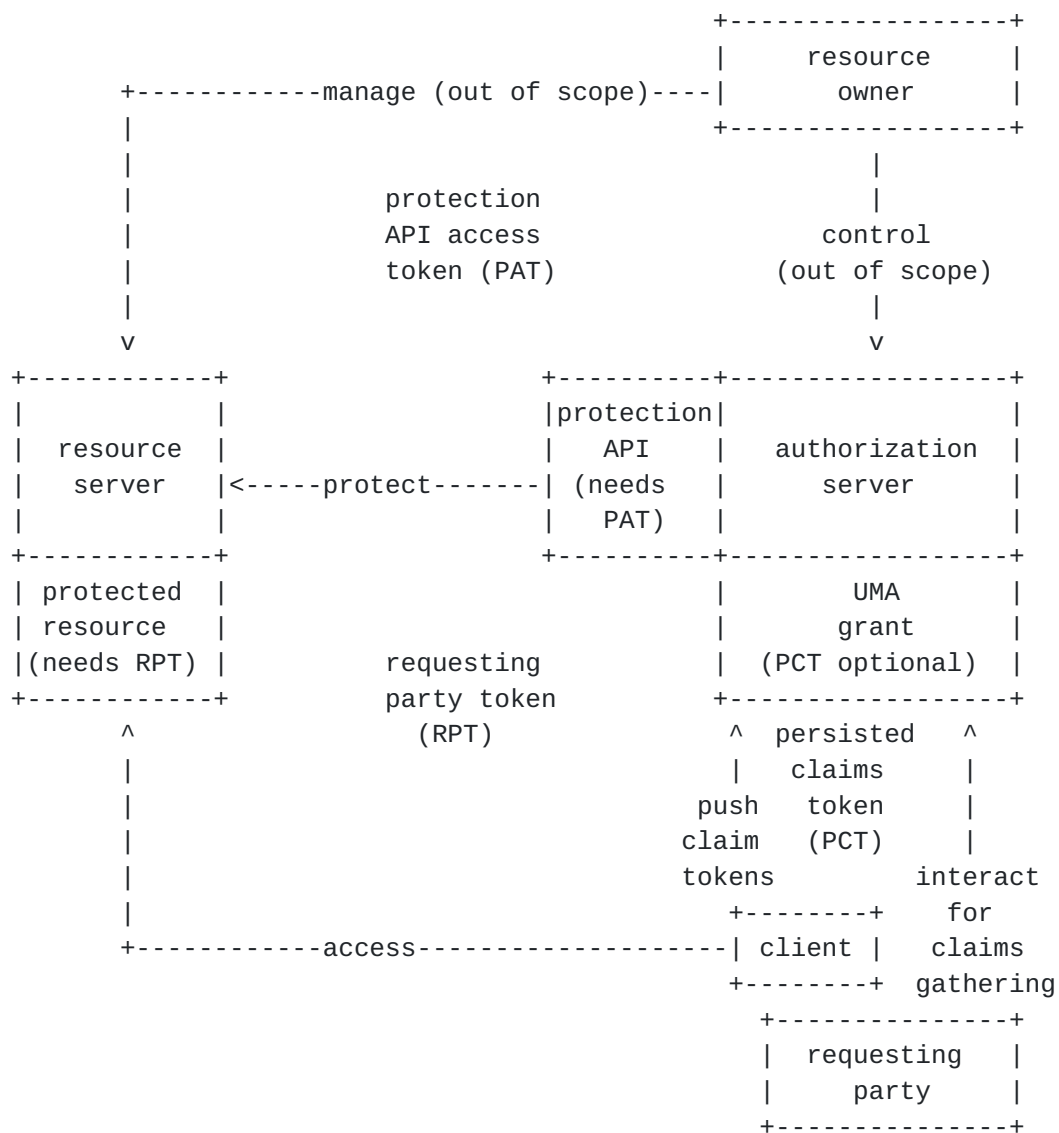 resource
owner
manage (out of scope)
protection
API access
token (PAT)
control
(out of scope)
resource
server
protect
protection
API
(needs
PAT)
authorization
server
protected
resource
(needs RPT)
requesting
party token
(RPT)
UMA
grant
(PCT optional)
persisted
claims
token
(PCT)
push
claim
tokens
interact
for
claims
gathering
access
client
requesting
party